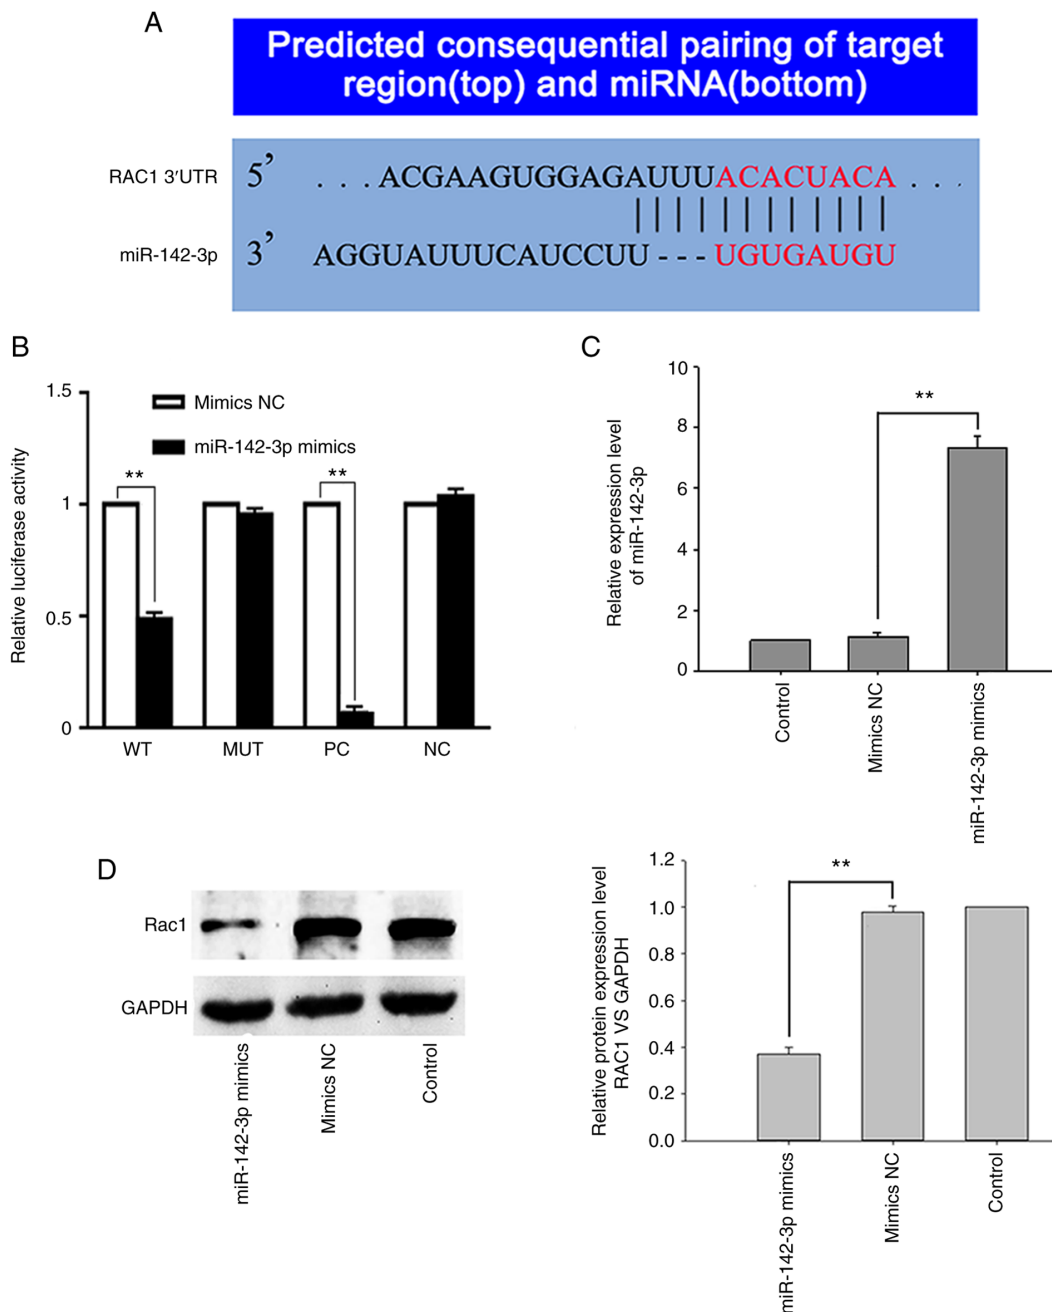 A
Predicted consequential pairing of target
region(top) and miRNA(bottom)
RAC1 3'UTR 5' . . . ACGAAGUGGAGAUUUACACUACA . . .
miR-142-3p 3' AGGUAUUUCAUCCUU---UGUGAUGU
B
Relative luciferase activity
1.5
1
0.5
0
Mimics NC
miR-142-3p mimics
**
**
WT MUT PC NC
C
Relative expression level
of miR-142-3p
10
8
6
4
2
0
**
Control
Mimics NC
miR-142-3p mimics
D
Rac1
GAPDH
miR-142-3p mimics
Mimics NC
Control
Relative protein expression level
RAC1 VS GAPDH
1.2
1.0
0.8
0.6
0.4
0.2
0.0
**
miR-142-3p mimics
Mimics NC
Control